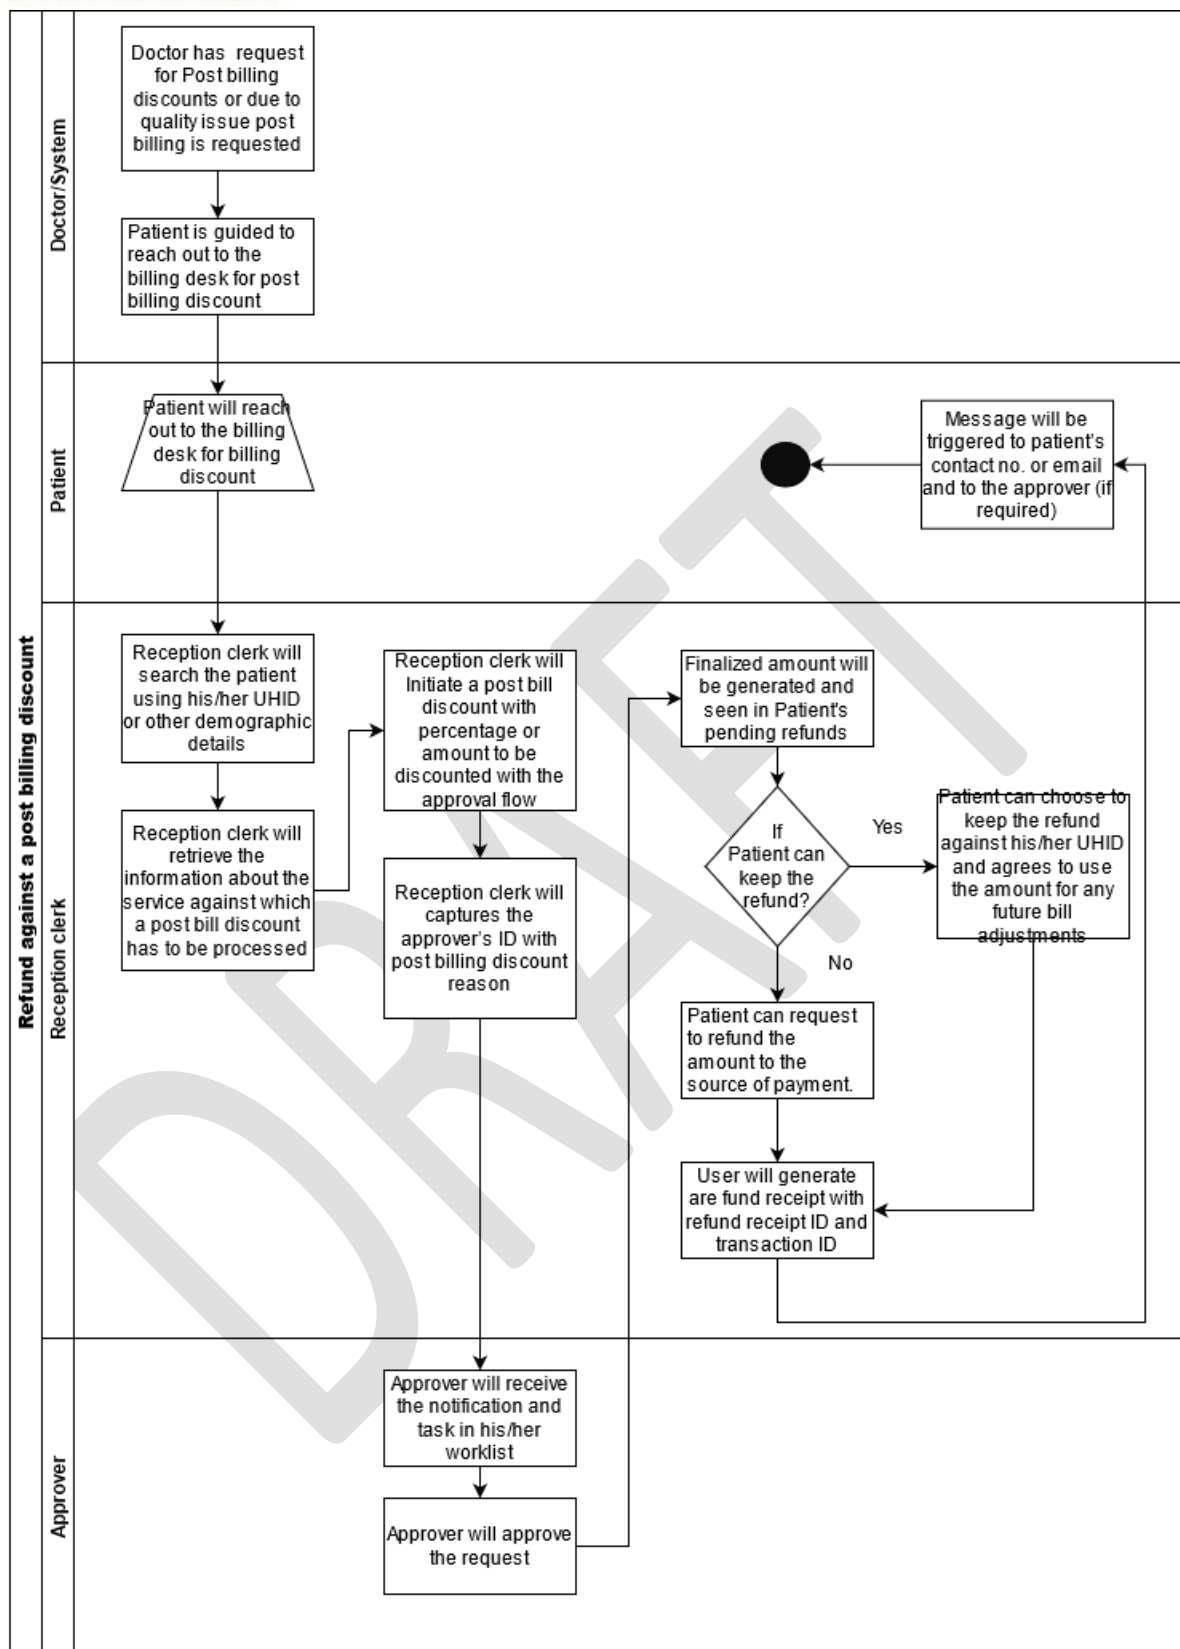 Refund against a post billing discount
Doctor/System
Doctor has request
for Post billing
discounts or due to
quality issue post
billing is requested
Patient is guided to
reach out to the
billing desk for post
billing discount
Patient
Patient will reach
out to the billing
desk for billing
discount
Message will be
triggered to patient's
contact no. or email
and to the approver (if
required)
Reception clerk
Reception clerk will
search the patient
using his/her UHID
or other demographic
details
Reception clerk will
retrieve the
information about the
service against which
a post bill discount
has to be processed
Reception clerk will
Initiate a post bill
discount with
percentage or
amount to be
discounted with the
approval flow
Reception clerk will
captures the
approver's ID with
post billing discount
reason
Finalized amount will
be generated and
seen in Patient's
pending refunds
If
Patient can
keep the
refund?
Yes
Patient can choose to
keep the refund
against his/her UHID
and agrees to use
the amount for any
future bill
adjustments
No
Patient can request
to refund the
amount to the
source of payment.
User will generate
are fund receipt with
refund receipt ID and
transaction ID
Approver
Approver will receive
the notification and
task in his/her
worklist
Approver will approve
the request
DRAFT